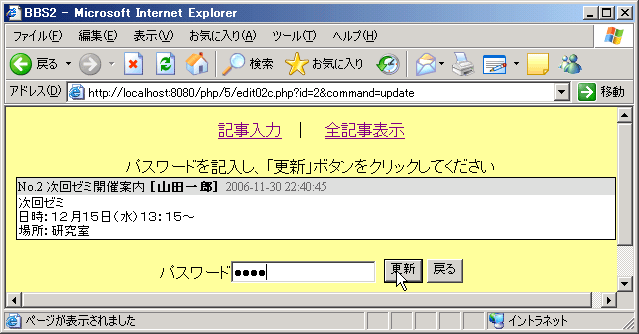 BBS2 - Microsoft Internet Explorer
ファイル(F) 編集(E) 表示(V) お気に入り(A) ツール(T) ヘルプ(H)
戻る 検索 お気に入り
アドレス(D) http://localhost:8080/php/5/edit02c.php?id=2&command=update 移動
記事入力 | 全記事表示
パスワードを記入し、「更新」ボタンをクリックしてください
No.2 次回ゼミ開催案内 [山田一郎] 2006-11-30 22:40:45
次回ゼミ
日時：１２月１５日（水）１３：１５～
場所：研究室
パスワード ●●●● 更新 戻る
ページが表示されました イントラネット